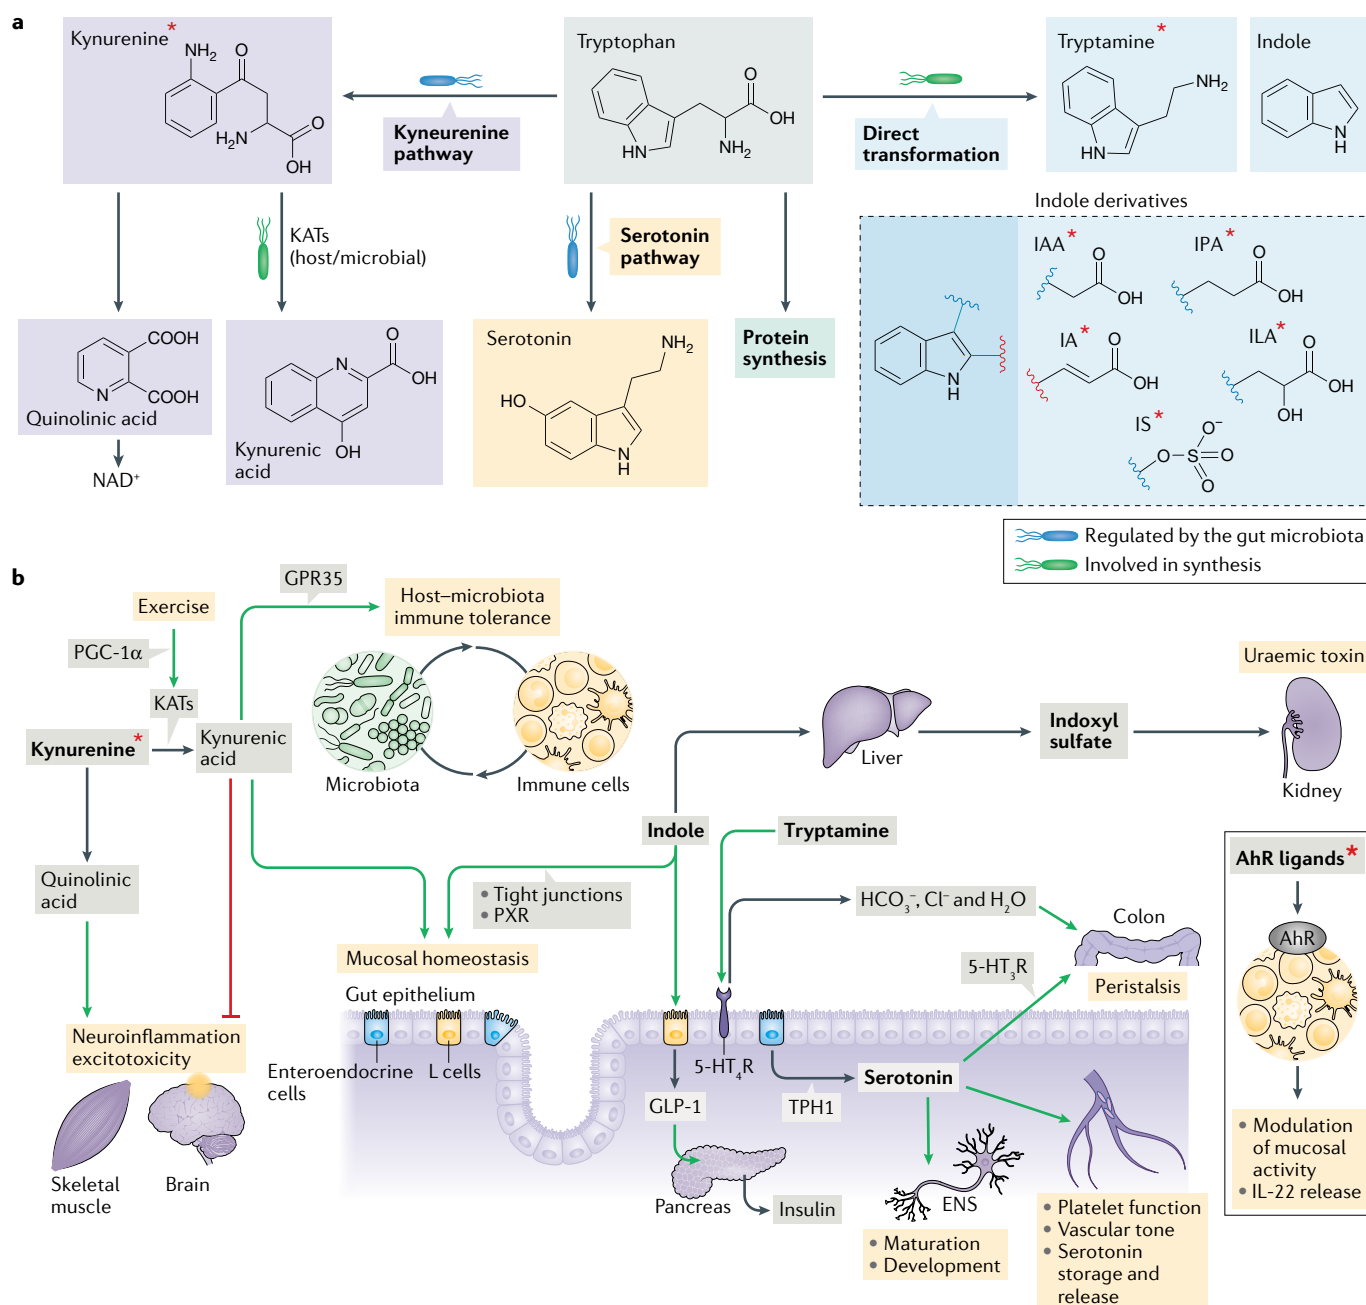 a
Kynurenine*
NH₂
O
H₂N
O
OH
Kyneurenine
pathway
Tryptophan
O
OH
HN
NH₂
Direct
transformation
Tryptamine*
NH₂
HN
Indole
N
H
KATs
(host/microbial)
Serotonin
pathway
COOH
COOH
N
Quinolinic acid
NAD⁺
N
O
OH
OH
Kynurenic
acid
Serotonin
NH₂
HO
N
H
Protein
synthesis
Indole derivatives
N
H
IAA*
O
OH
IPA*
O
OH
IA*
O
OH
ILA*
O
OH
OH
IS*
O⁻
O
S
O
O
Regulated by the gut microbiota
Involved in synthesis
b
Exercise
PGC-1α
KATs
Kynurenine*
Kynurenic
acid
GPR35
Host–microbiota
immune tolerance
Microbiota
Immune cells
Quinolinic
acid
Neuroinflammation
excitotoxicity
Skeletal
muscle
Brain
Liver
Indoxyl
sulfate
Uraemic toxin
Kidney
Indole
Tryptamine
• Tight junctions
• PXR
Mucosal homeostasis
Gut epithelium
Enteroendocrine
cells
L cells
HCO₃⁻, Cl⁻ and H₂O
Colon
5-HT₃R
Peristalsis
5-HT₄R
GLP-1
TPH1
Serotonin
Pancreas
Insulin
ENS
• Maturation
• Development
• Platelet function
• Vascular tone
• Serotonin
storage and
release
AhR ligands*
AhR
• Modulation
of mucosal
activity
• IL-22 release